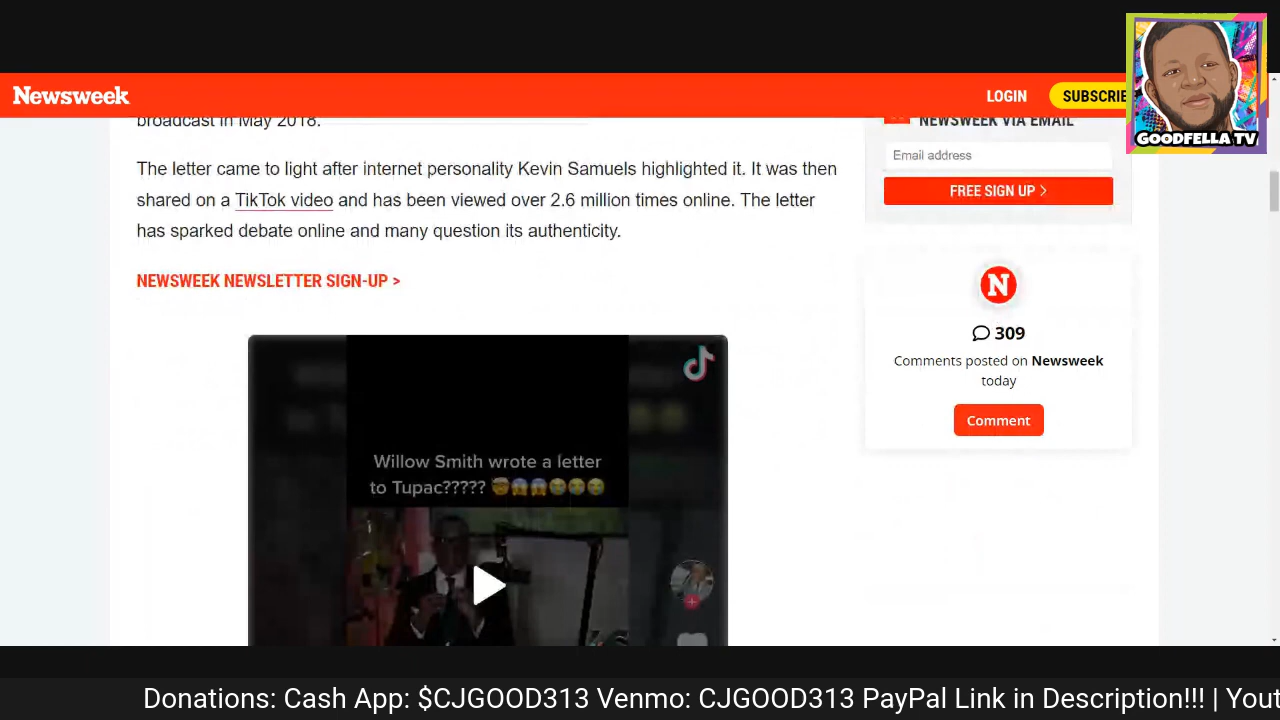 Newsweek
LOGIN
SUBSCRIBE
GOODFELLA TV
broadcast in May 2018.
The letter came to light after internet personality Kevin Samuels highlighted it. It was then
shared on a TikTok video and has been viewed over 2.6 million times online. The letter
has sparked debate online and many question its authenticity.
NEWSWEEK NEWSLETTER SIGN-UP >
NEWSWEEK VIA EMAIL
Email address
FREE SIGN UP >
N
309
Comments posted on Newsweek
today
Comment
Willow Smith wrote a letter
to Tupac????? 🤯😱😱😭😭😭
Donations: Cash App: $CJGOOD313 Venmo: CJGOOD313 PayPal Link in Description!!! | Yout